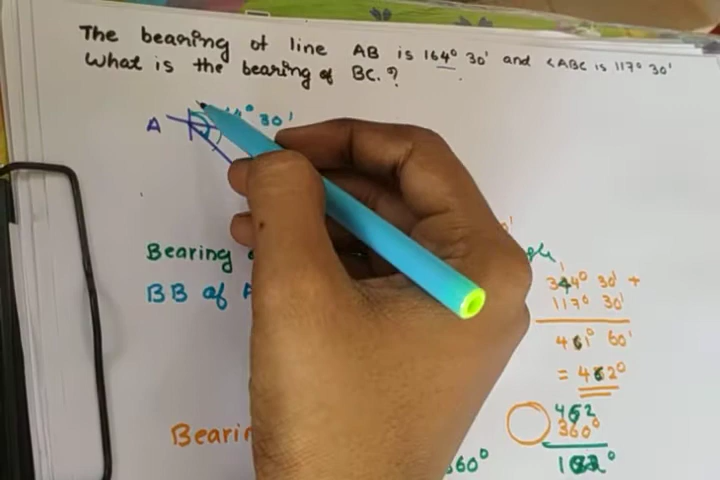 The bearing of line AB is 164° 30' and <ABC is 117° 30'
What is the bearing of BC.?
A
30'
Bearing
BB of
344° 30' +
117° 30'
461° 60'
= 462°
462
360°
Bearin
360°